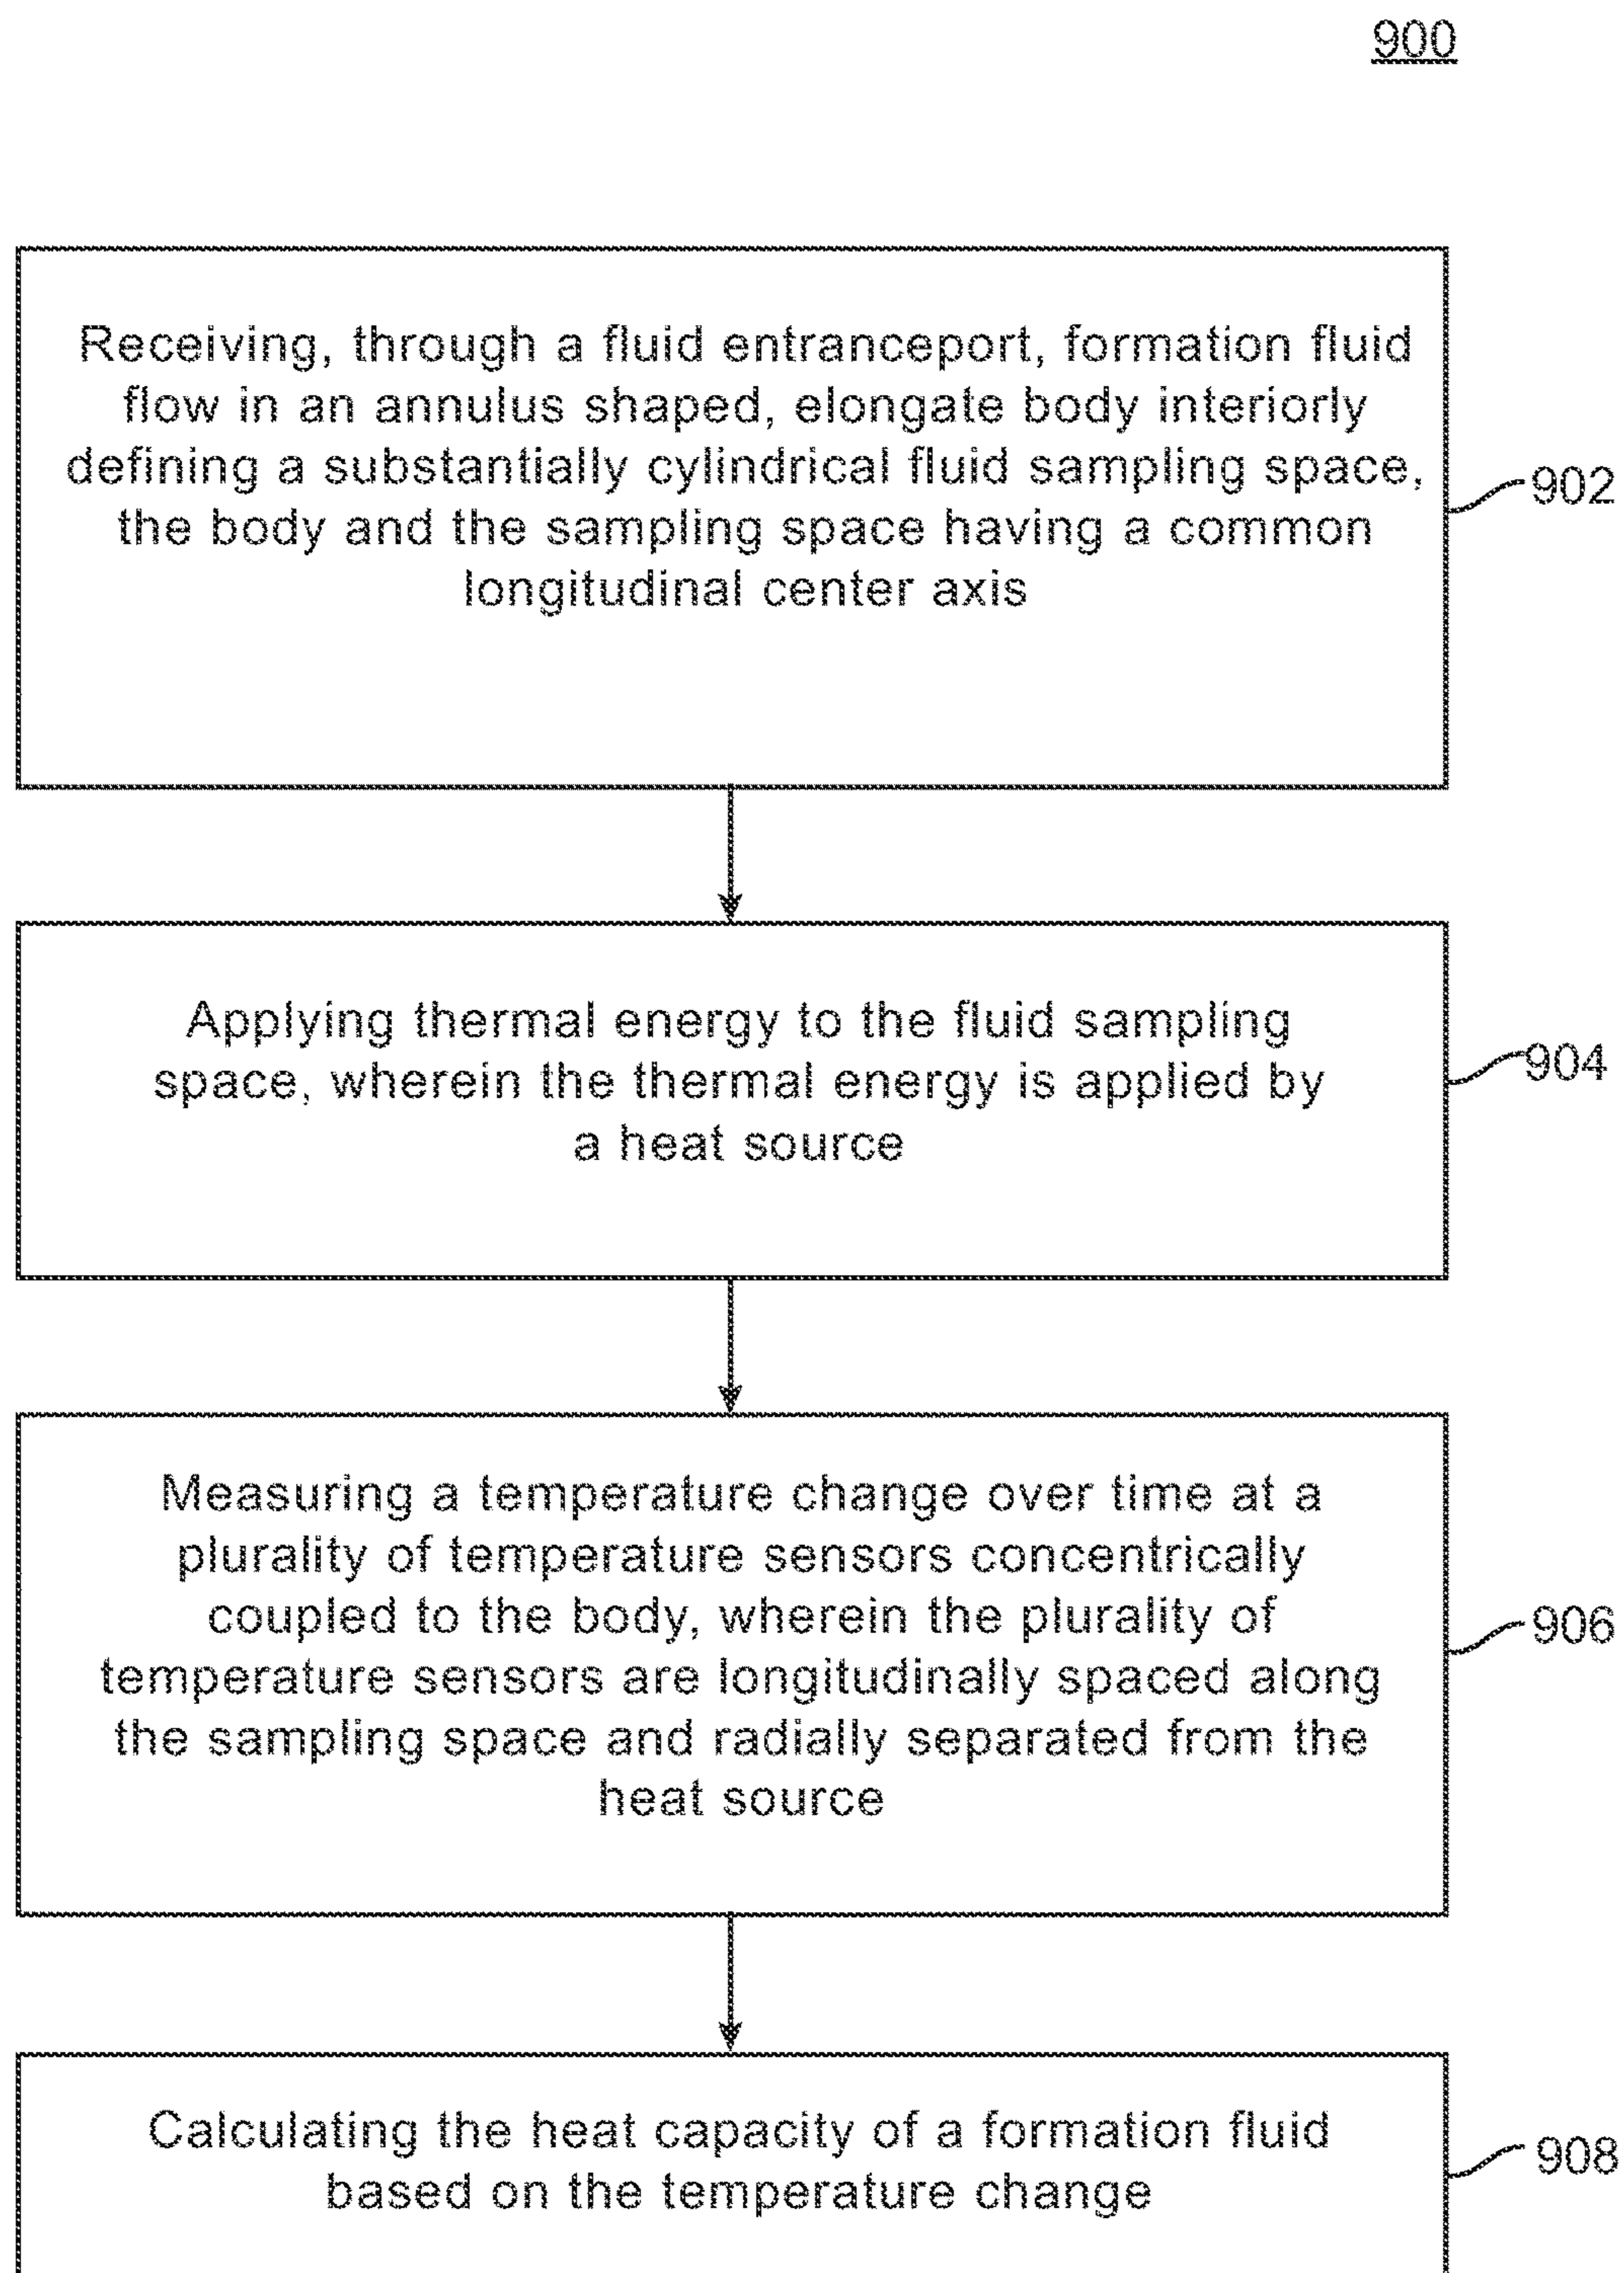 900
Receiving, through a fluid entranceport, formation fluid
flow in an annulus shaped, elongate body interiorly
defining a substantially cylindrical fluid sampling space,
the body and the sampling space having a common
longitudinal center axis
902
Applying thermal energy to the fluid sampling
space, wherein the thermal energy is applied by
a heat source
904
Measuring a temperature change over time at a
plurality of temperature sensors concentrically
coupled to the body, wherein the plurality of
temperature sensors are longitudinally spaced along
the sampling space and radially separated from the
heat source
906
Calculating the heat capacity of a formation fluid
based on the temperature change
908